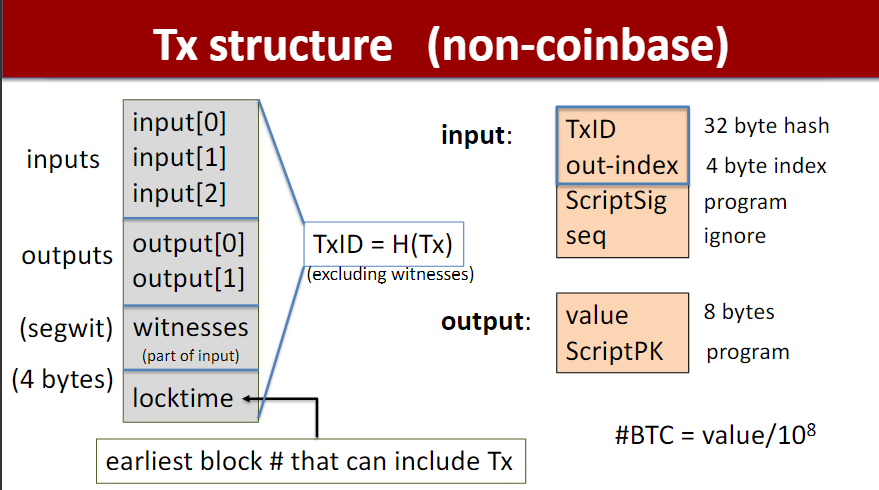 Tx structure (non-coinbase)
inputs
input[0]
input[1]
input[2]
outputs
output[0]
output[1]
(segwit)
witnesses
(part of input)
(4 bytes)
locktime
earliest block # that can include Tx
TxID = H(Tx)
(excluding witnesses)
input:
TxID 32 byte hash
out-index 4 byte index
ScriptSig program
seq ignore
output:
value 8 bytes
ScriptPK program
#BTC = value/10⁸